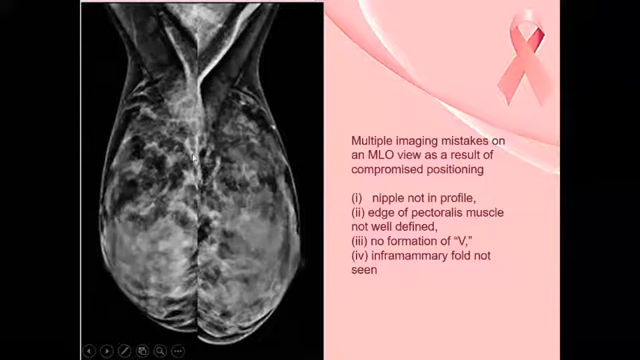 Multiple imaging mistakes on
an MLO view as a result of
compromised positioning
(i) nipple not in profile,
(ii) edge of pectoralis muscle
not well defined,
(iii) no formation of “V,”
(iv) inframammary fold not
seen